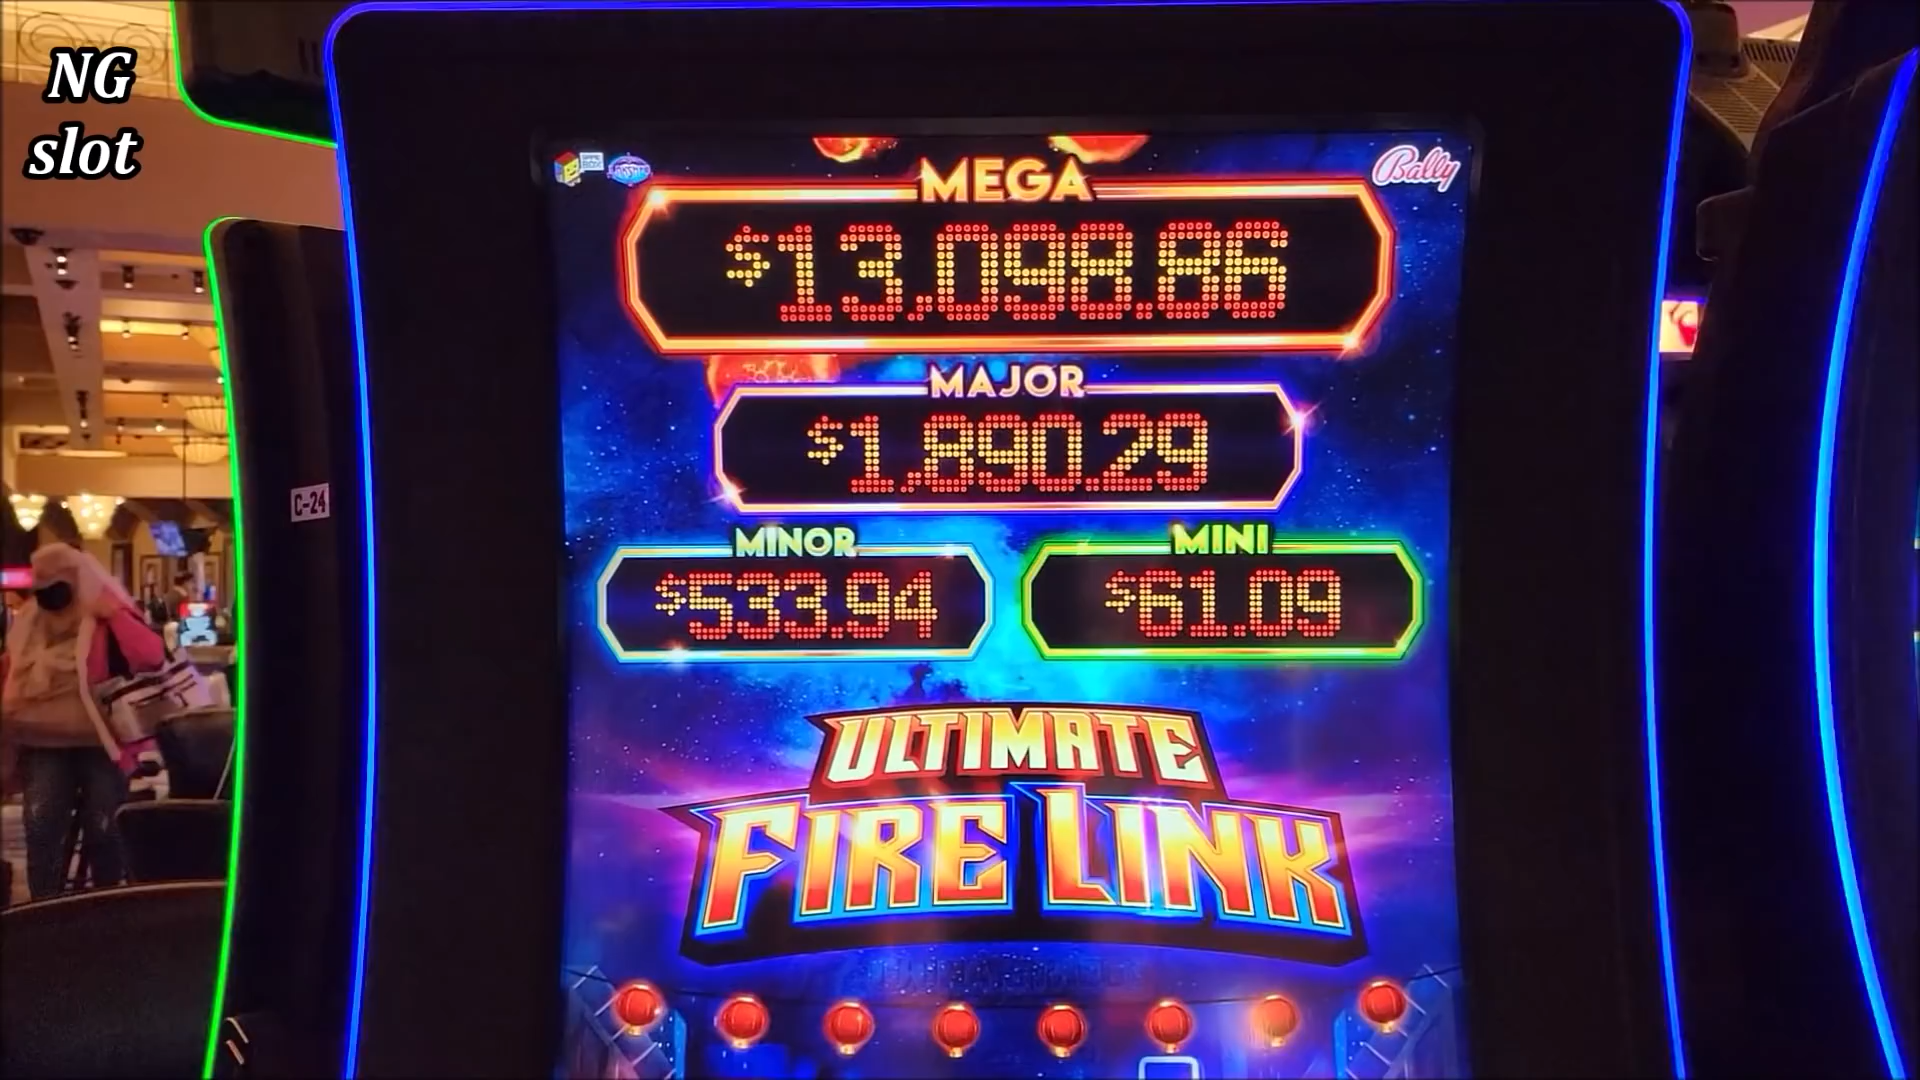 NG
slot
Bally
MEGA
$13,098.86
MAJOR
$1,890.29
MINOR
$533.94
MINI
$61.09
C-24
ULTIMATE
FIRE LINK